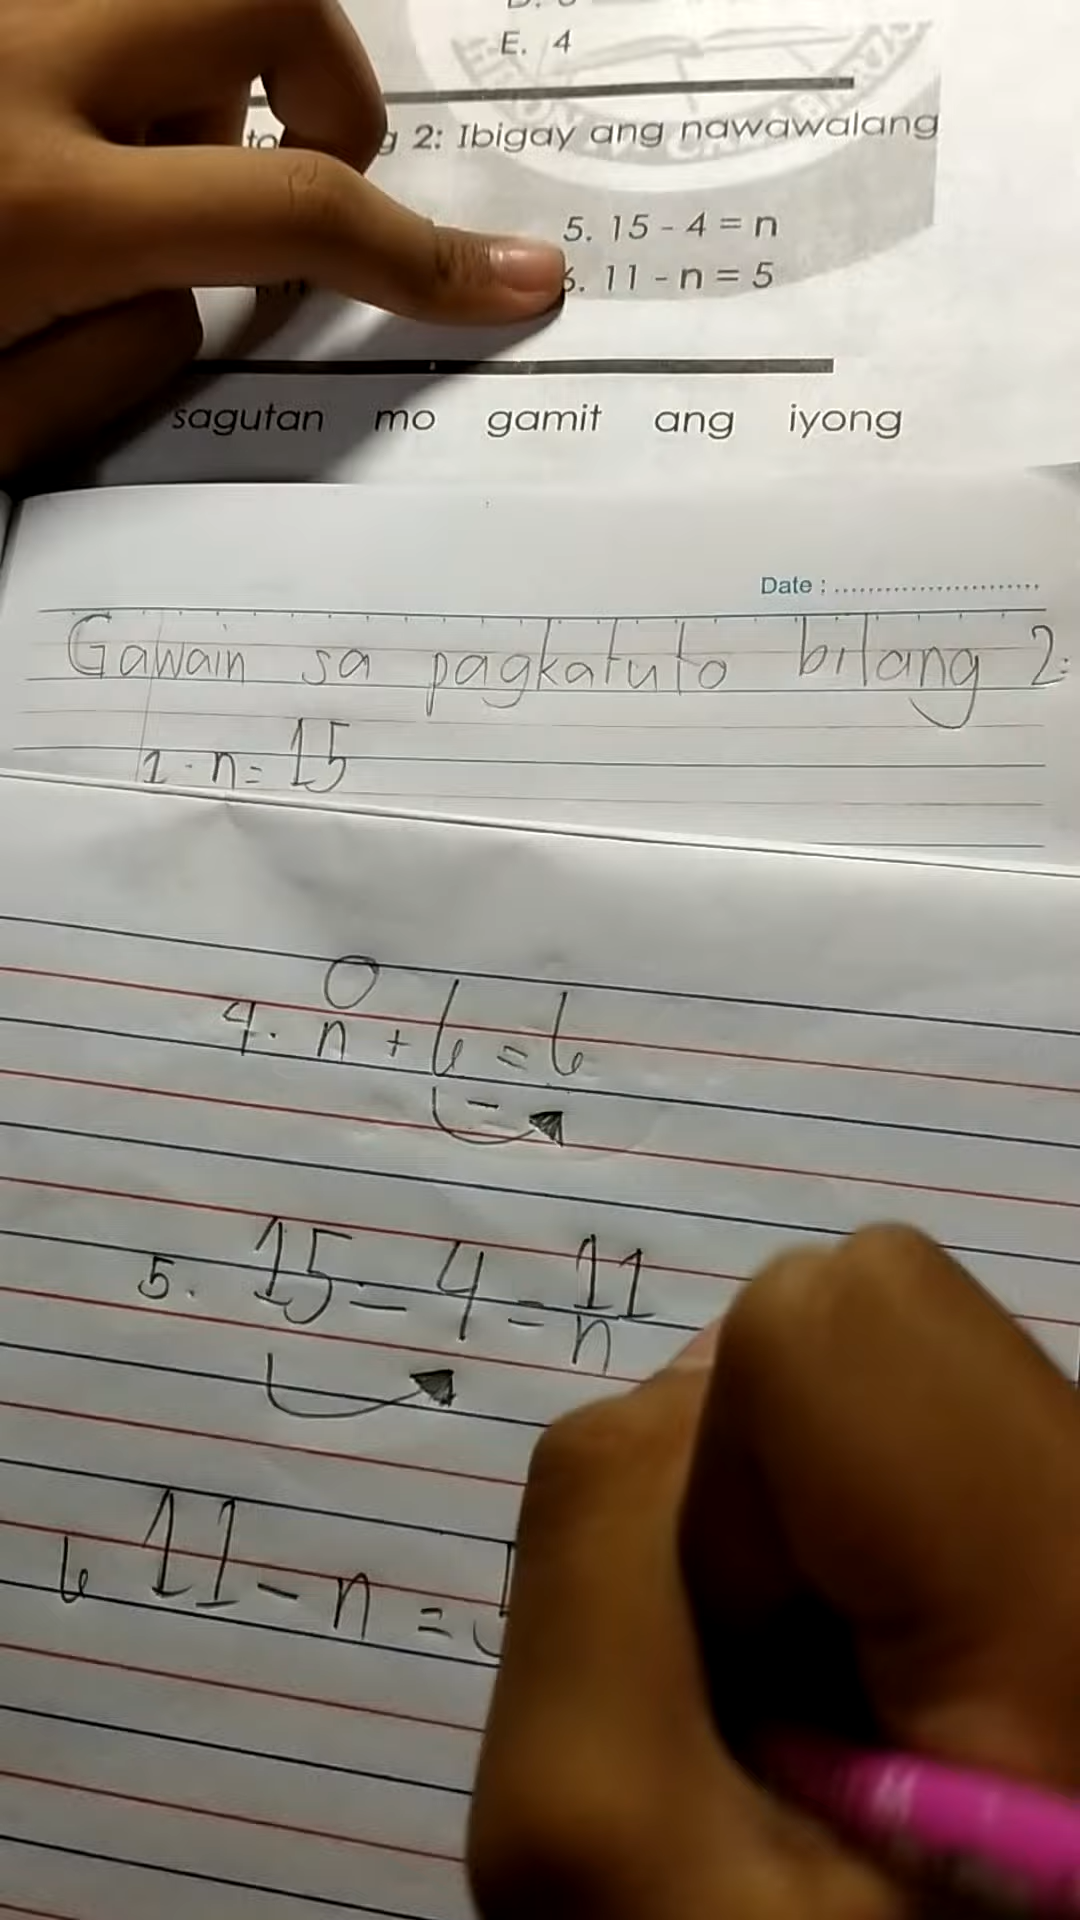 E. 4
2: Ibigay ang nawawalang
5. 15 - 4 = n
6. 11 - n = 5
sagutan mo gamit ang iyong
Date :
Gawain sa pagkatuto bilang 2:
1. n = 15
0
4. n + 6 = 6
-
11
5. 15 - 4 = n
6 11 - n =